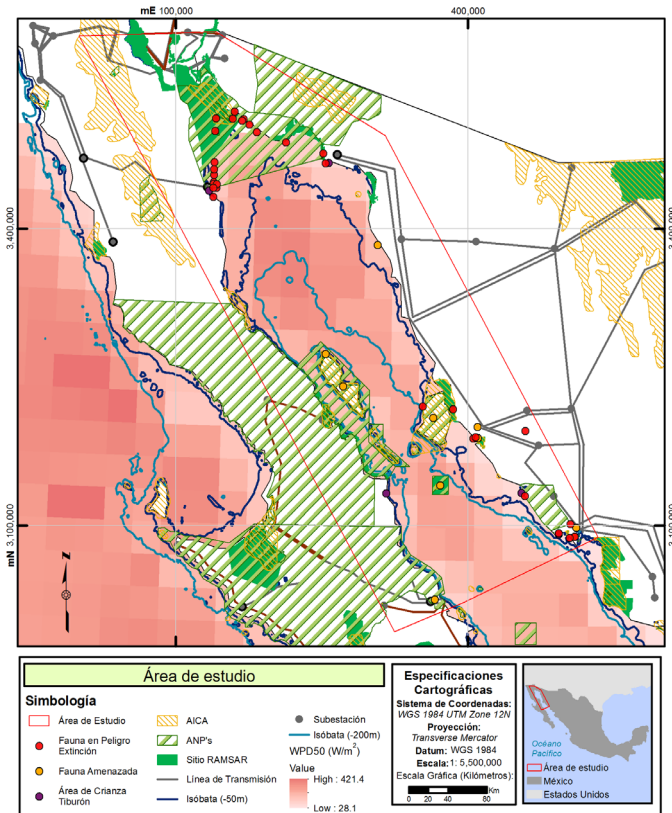 mE 100,000
400,000
3,400,000
3,400,000
mN 3,100,000
3,100,000
N
Área de estudio
Simbología
Área de Estudio
Fauna en Peligro
Extinción
Fauna Amenazada
Área de Crianza
Tiburón
AICA
ANP's
Sitio RAMSAR
Línea de Transmisión
Isóbata (-50m)
Subestación
Isóbata (-200m)
WPD50 (W/m²)
Value
High : 421.4
Low : 28.1
Especificaciones
Cartográficas
Sistema de Coordenadas:
WGS 1984 UTM Zone 12N
Proyección:
Transverse Mercator
Datum: WGS 1984
Escala: 1: 5,500,000
Escala Gráfica (Kilómetros):
0 20 40 80 Km
Océano
Pacífico
Área de estudio
México
Estados Unidos